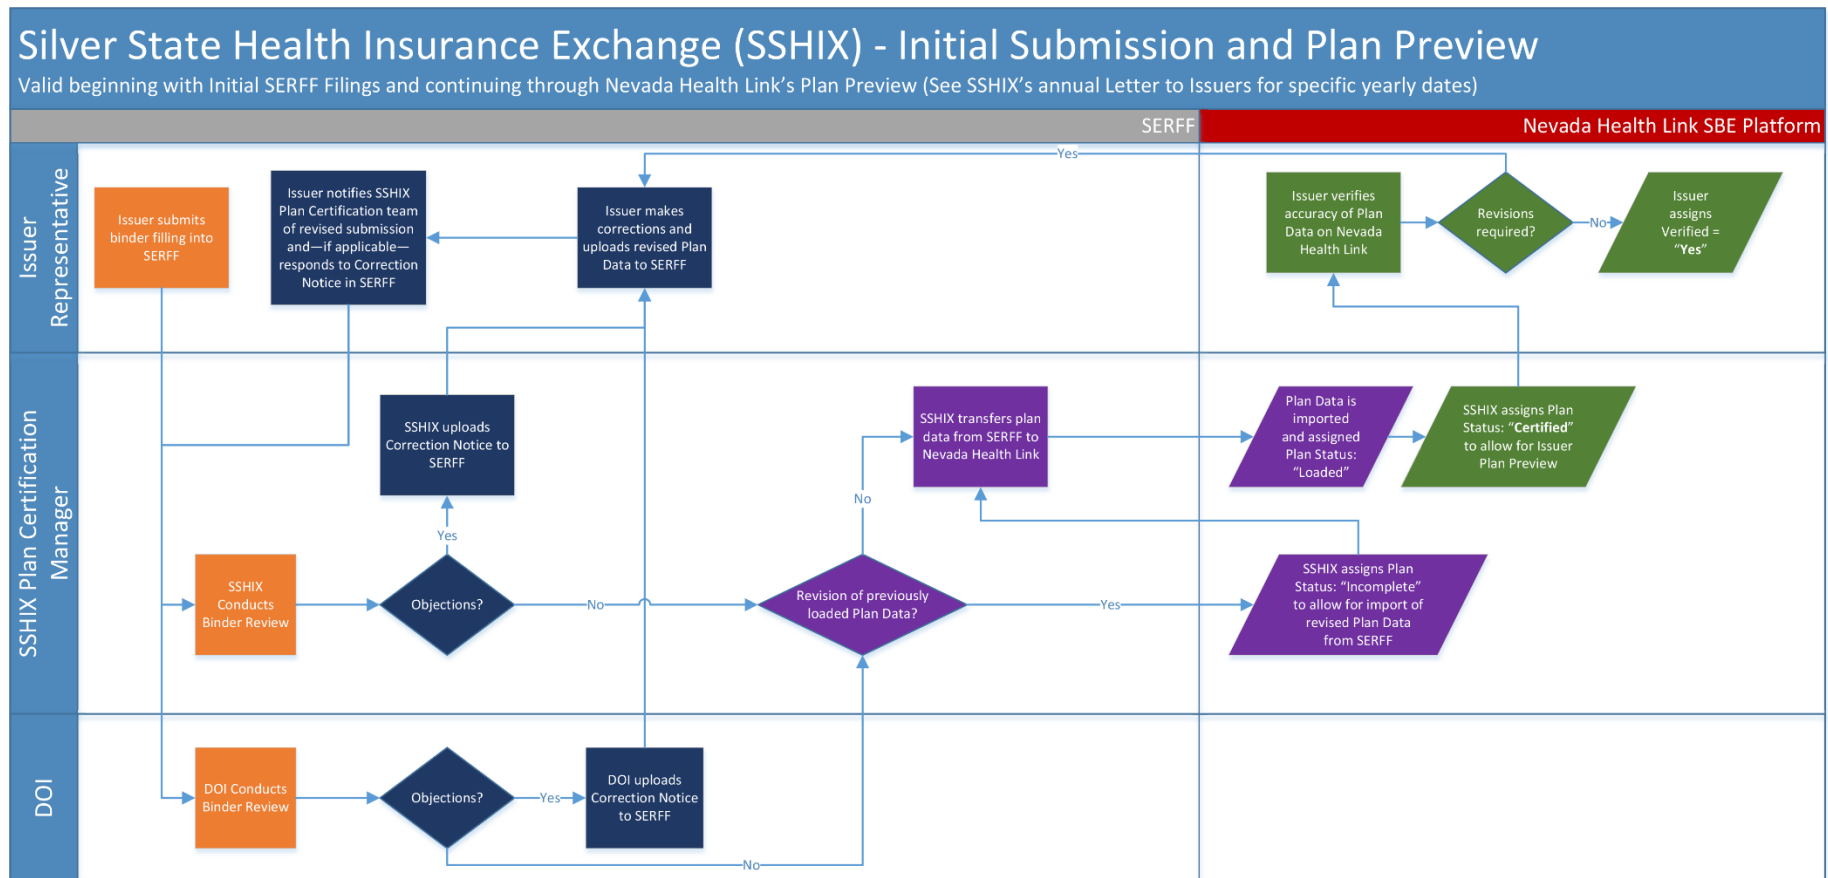 Silver State Health Insurance Exchange (SSHIX) - Initial Submission and Plan Preview
Valid beginning with Initial SERFF Filings and continuing through Nevada Health Link's Plan Preview (See SSHIX's annual Letter to Issuers for specific yearly dates)
SERFF
Nevada Health Link SBE Platform
Issuer
Representative
Issuer submits
binder filling into
SERFF
Issuer notifies SSHIX
Plan Certification team
of revised submission
and—if applicable—
responds to Correction
Notice in SERFF
Issuer makes
corrections and
uploads revised Plan
Data to SERFF
Yes
Issuer verifies
accuracy of Plan
Data on Nevada
Health Link
Revisions
required?
No
Issuer
assigns
Verified =
“Yes”
SSHIX Plan Certification
Manager
SSHIX uploads
Correction Notice to
SERFF
Yes
SSHIX
Conducts
Binder Review
Objections?
No
Revision of previously
loaded Plan Data?
No
SSHIX transfers plan
data from SERFF to
Nevada Health Link
Plan Data is
imported
and assigned
Plan Status:
“Loaded”
SSHIX assigns Plan
Status: “Certified”
to allow for Issuer
Plan Preview
Yes
SSHIX assigns Plan
Status: “Incomplete”
to allow for import of
revised Plan Data
from SERFF
DOI
DOI Conducts
Binder Review
Objections?
Yes
DOI uploads
Correction Notice
to SERFF
No